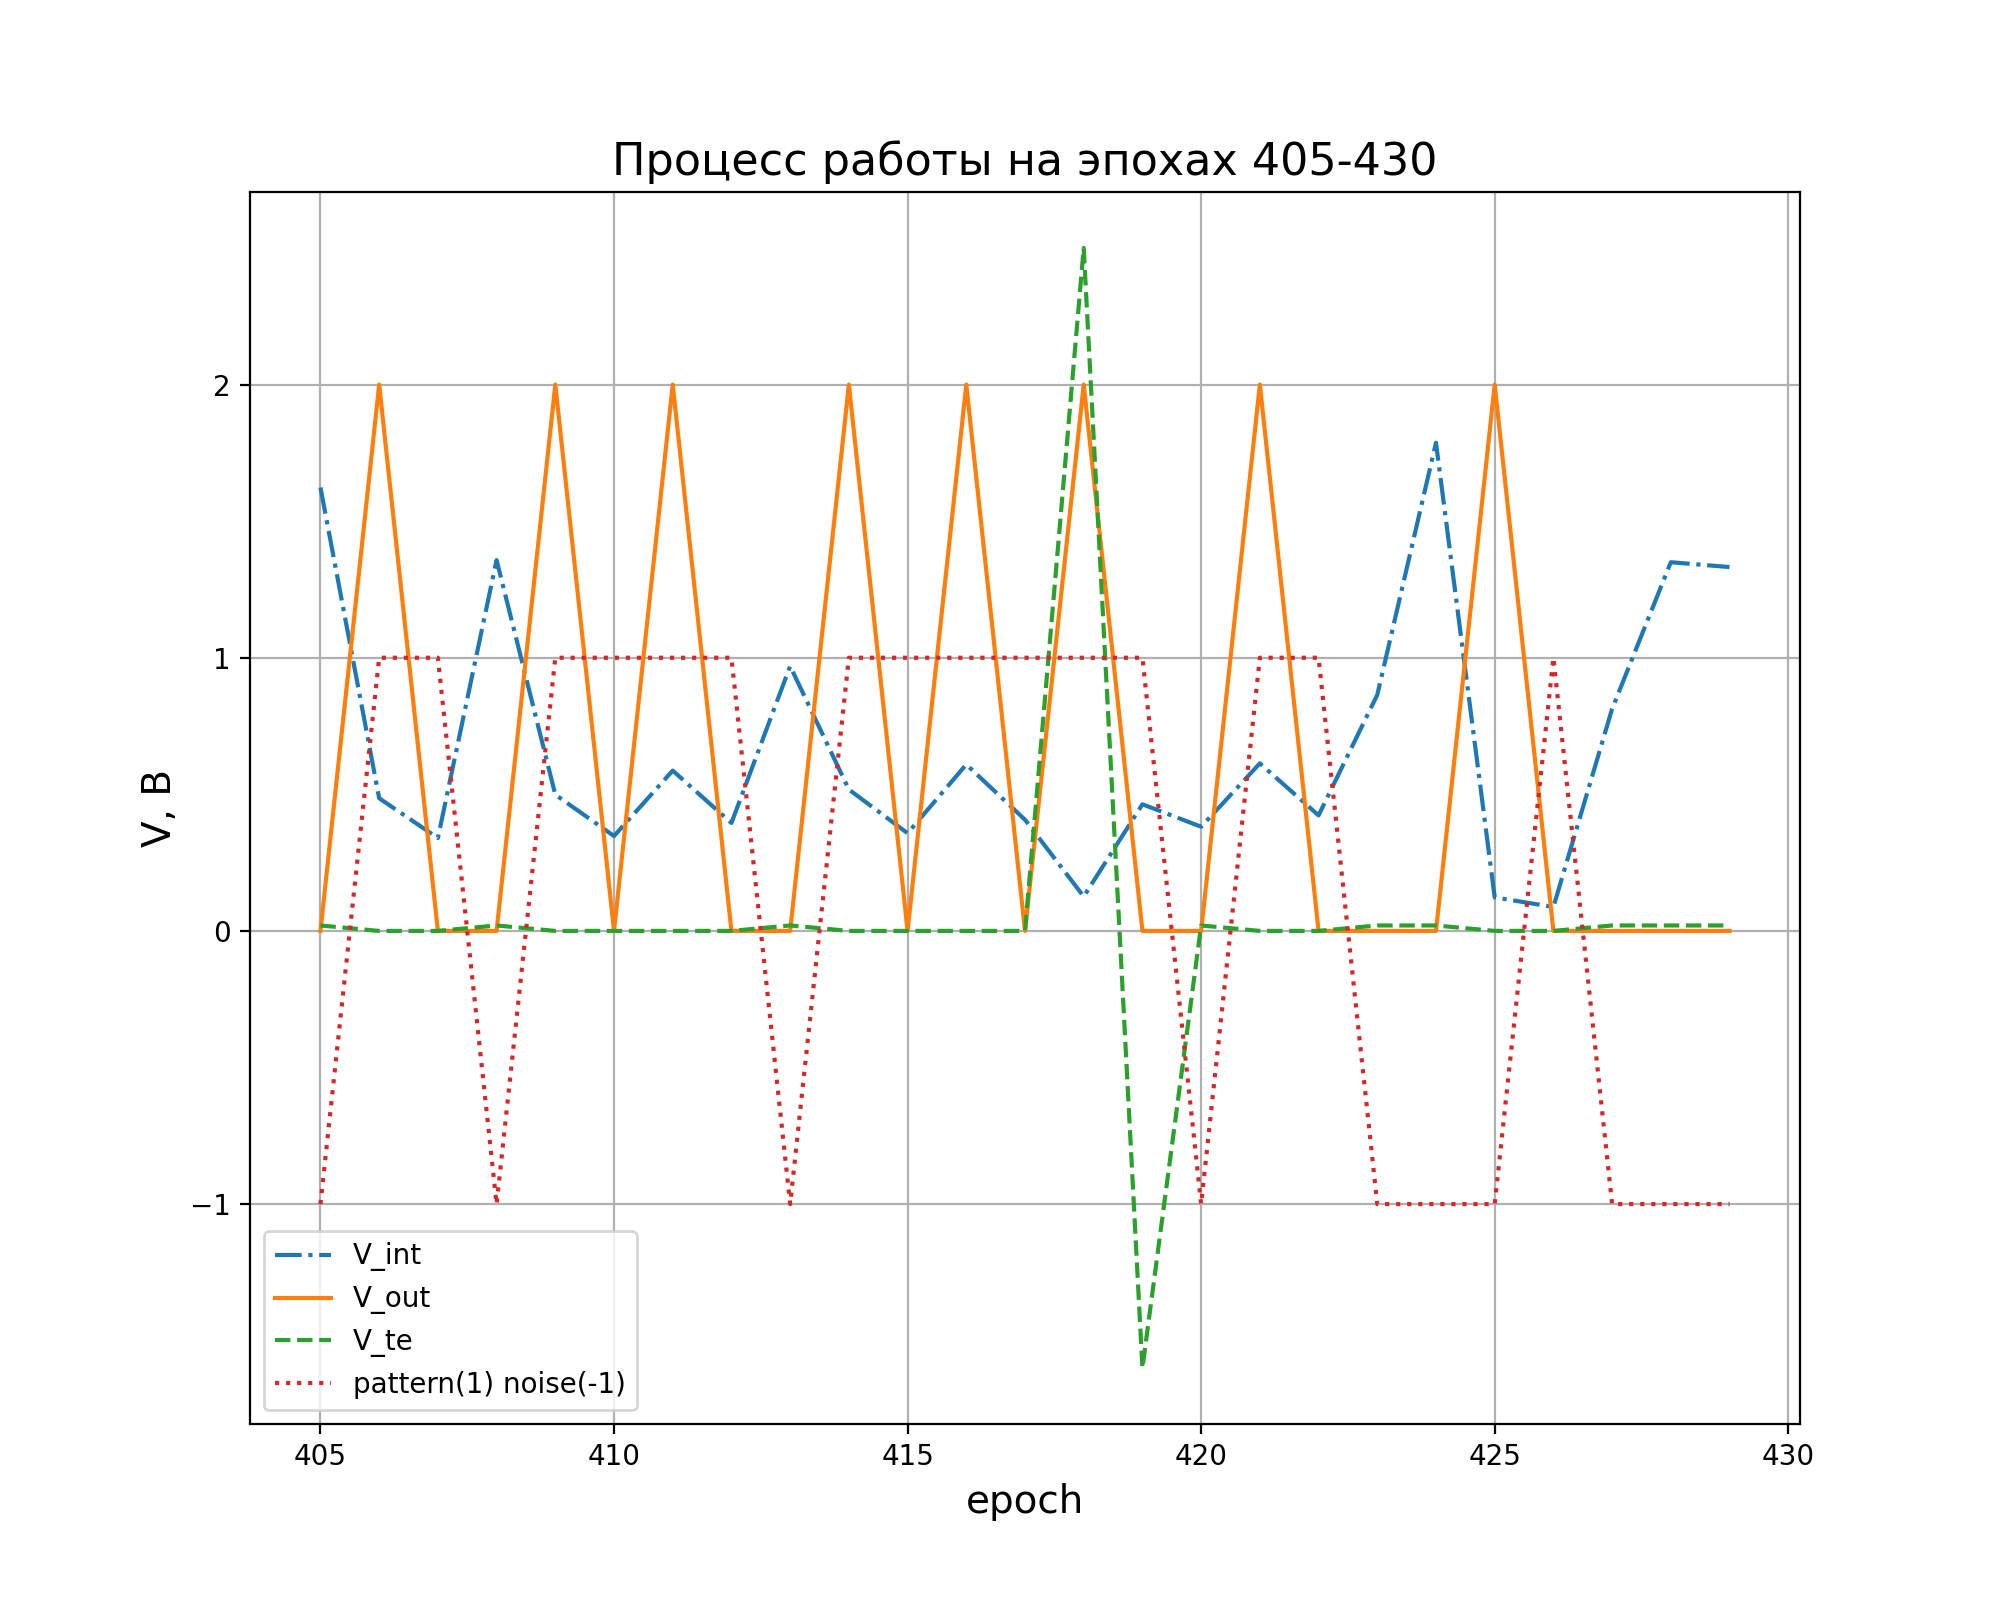 Процесс работы на эпохах 405-430
2
1
0
−1
V, В
405 410 415 420 425 430
epoch
V_int
V_out
V_te
pattern(1) noise(-1)